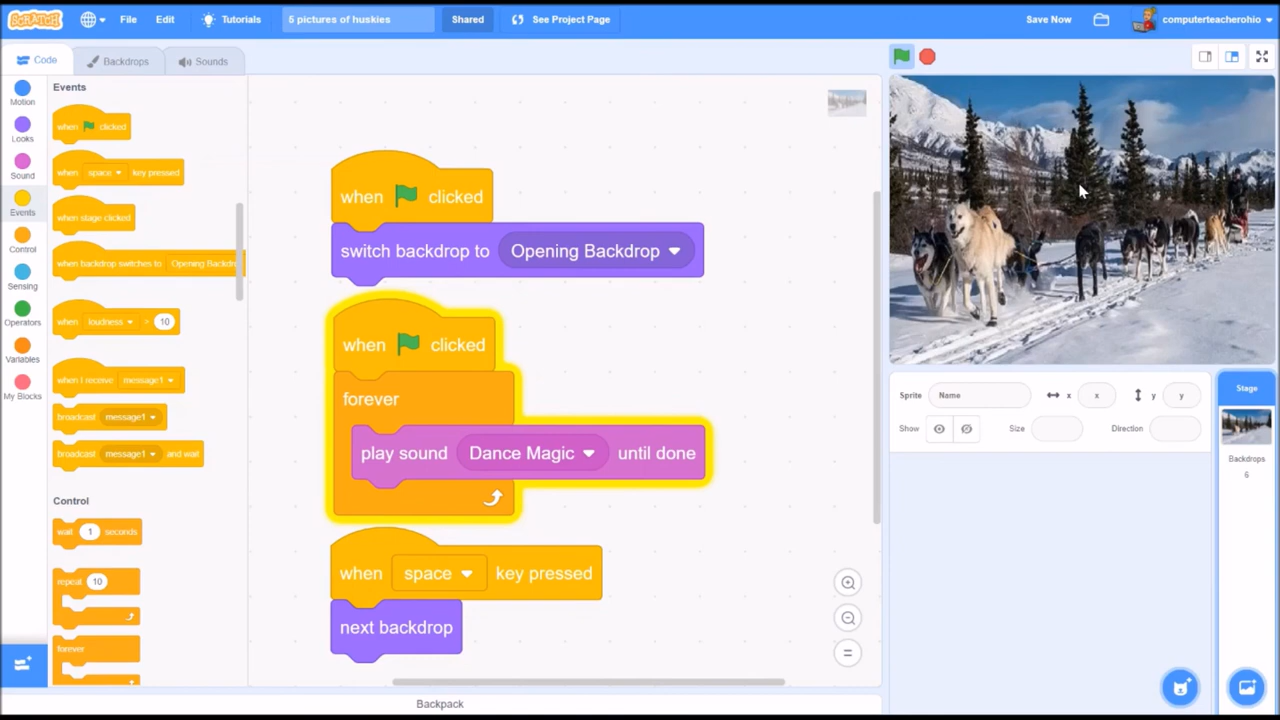 SCRATCH File Edit Tutorials 5 pictures of huskies Shared See Project Page Save Now computerteacherohio
Code Backdrops Sounds
Motion
Looks
Sound
Events
Control
Sensing
Operators
Variables
My Blocks
Events
when clicked
when space key pressed
when stage clicked
when backdrop switches to Opening Backdr
when loudness > 10
when I receive message1
broadcast message1
broadcast message1 and wait
Control
wait 1 seconds
repeat 10
forever
when clicked
switch backdrop to Opening Backdrop
when clicked
forever
play sound Dance Magic until done
when space key pressed
next backdrop
Sprite Name x x y y
Show Size Direction
Stage
Backdrops
6
Backpack